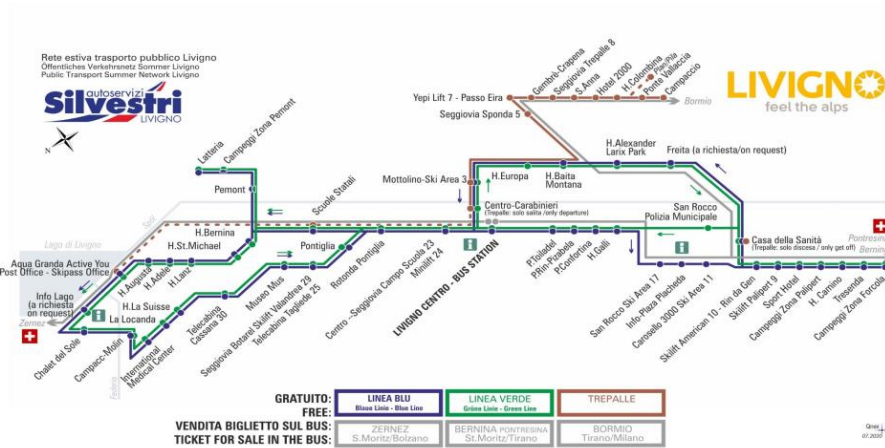 Rete estiva trasporto pubblico Livigno
Öffentliches Verkehrsnetz Sommer Livigno
Public Transport Summer Network Livigno
autoservizi
Silvestri
LIVIGNO
N
LIVIGNO
feel the alps
Yepi Lift 7 - Passo Eira
Gembrè-Crapena
Seggiovia Trepalle 8
S.Anna
Hotel 2000
H.Colombina
Plan/Pila
Ponte Vallaccia
Campaccio
Bormio
Seggiovia Sponda 5
Latteria
Campeggi Zona Pemont
Pemont
Mottolino-Ski Area 3
H.Europa
H.Baita
Montana
H.Alexander
Larix Park
Freita (a richiesta/on request)
Scuole Statali
Centro-Carabinieri
(Trepalle: solo salita /only departure)
San Rocco
Polizia Municipale
Casa della Sanità
(Trepalle: solo discesa / only get off)
Pontresina
Bernina
Lago di Livigno
Spöl
Aqua Granda Active You
Post Office - Skipass Office
H.Augusta
H.Adele
H.Lanz
H.St.Michael
H.Bernina
Pontiglia
Rotonda Pontiglia
Centro -Seggiovia Campo Scuola 23
Minilift 24
LIVIGNO CENTRO - BUS STATION
P.Tolladel
P.Rin Pizabela
P.Confortina
H.Galli
San Rocco Ski Area 17
Info-Plaza Placheda
Carosello 3000 Ski Area 11
Skilift American 10 - Rin da Gen
Skilift Palipert 9
Sport Hotel
Campeggi Zona Palipert
H. Camino
Tresenda
Campeggi Zona Forcola
Info Lago
(a richiesta
on request)
Zernez
Chalet del Sole
Campacc-Molin
H.La Suisse
La Locanda
International
Medical Center
Telecabina
Cassana 30
Museo Mus
Seggiovia Botarel Skilift Valandrea 29
Telecabina Tagliede 25
Federia
GRATUITO:
FREE:
LINEA BLU
Blaue Linie - Blue Line
LINEA VERDE
Grüne Linie - Green Line
TREPALLE
VENDITA BIGLIETTO SUL BUS:
TICKET FOR SALE IN THE BUS:
ZERNEZ
S.Moritz/Bolzano
BERNINA PONTRESINA
St.Moritz/Tirano
BORMIO
Tirano/Milano